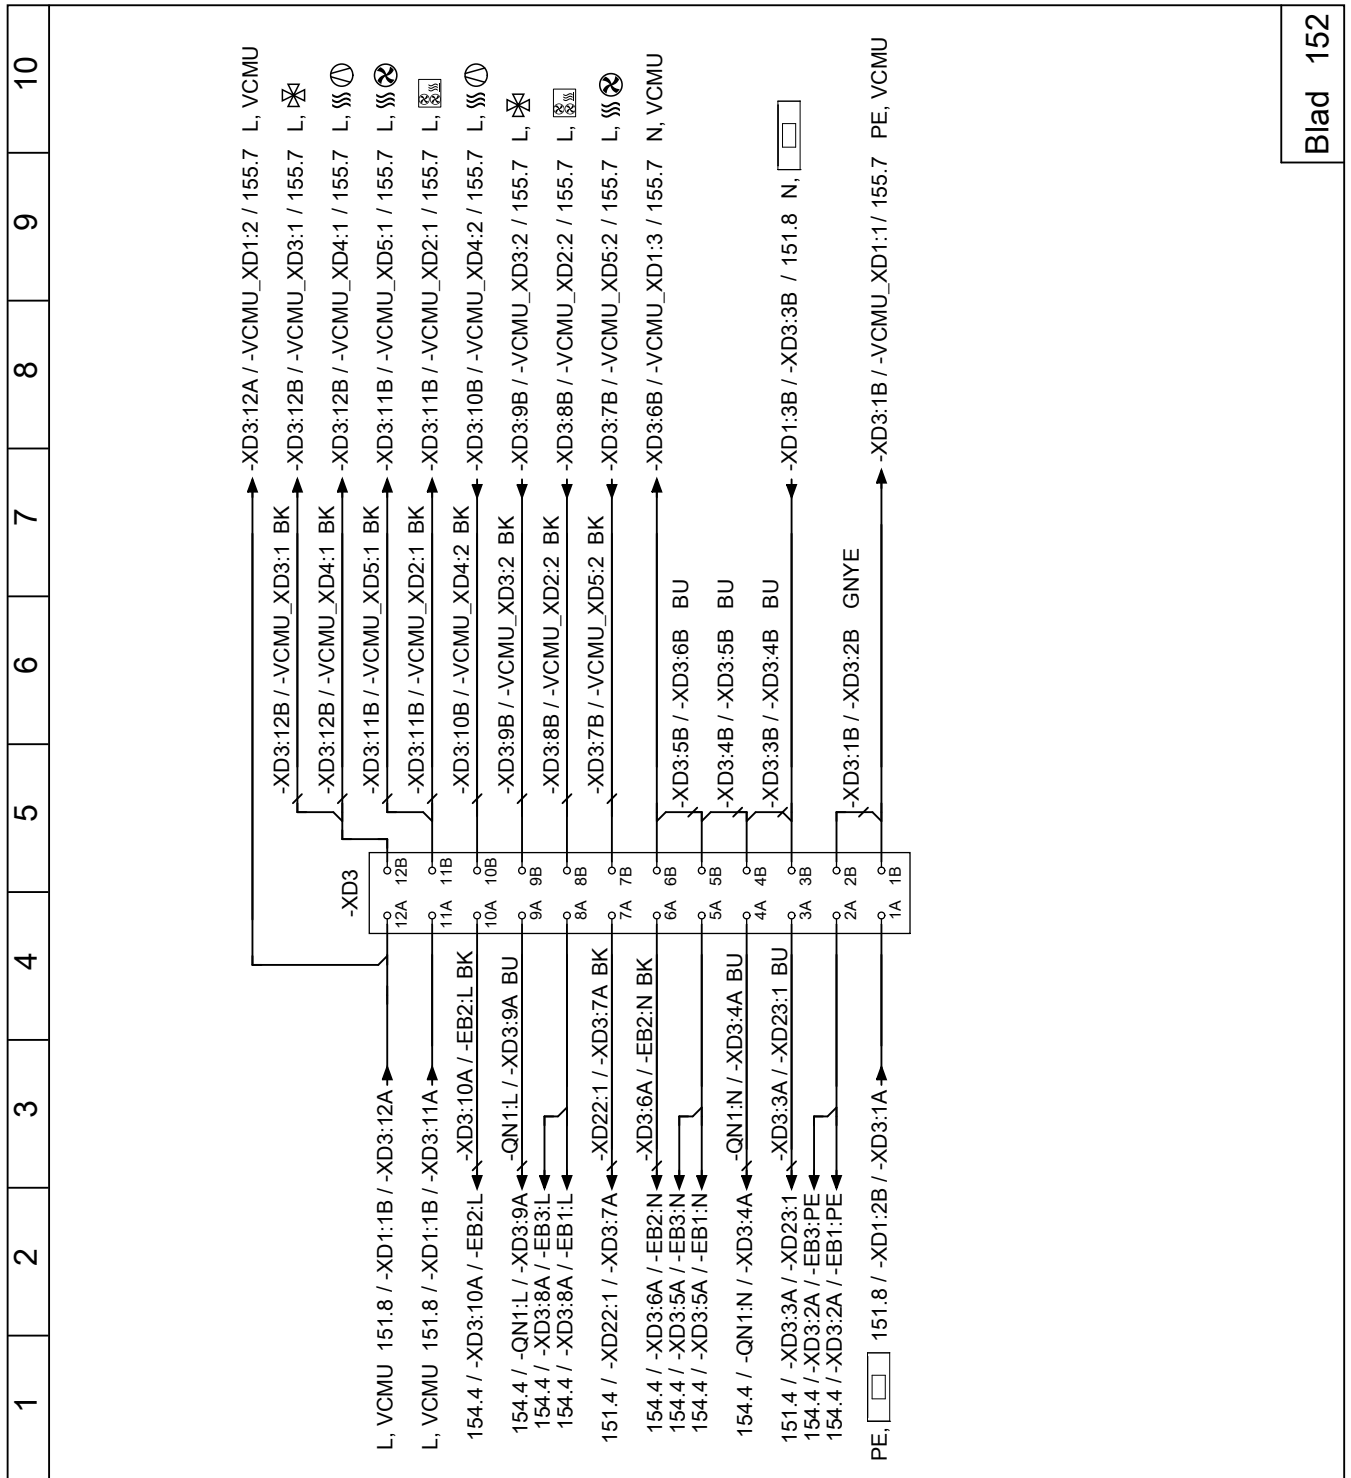 1 2 3 4 5 6 7 8 9 10
Blad 152
-XD3:12A / -VCMU_XD1:2 / 155.7 L, VCMU
-XD3:12B / -VCMU_XD3:1 BK
-XD3:12B / -VCMU_XD3:1 / 155.7 L,
-XD3:12B / -VCMU_XD4:1 BK
-XD3:12B / -VCMU_XD4:1 / 155.7 L,
-XD3:11B / -VCMU_XD5:1 BK
-XD3:11B / -VCMU_XD5:1 / 155.7 L,
-XD3:11B / -VCMU_XD2:1 BK
-XD3:11B / -VCMU_XD2:1 / 155.7 L,
-XD3:10B / -VCMU_XD4:2 BK
-XD3:10B / -VCMU_XD4:2 / 155.7 L,
-XD3:9B / -VCMU_XD3:2 BK
-XD3:9B / -VCMU_XD3:2 / 155.7 L,
-XD3:8B / -VCMU_XD2:2 BK
-XD3:8B / -VCMU_XD2:2 / 155.7 L,
-XD3:7B / -VCMU_XD5:2 BK
-XD3:7B / -VCMU_XD5:2 / 155.7 L,
-XD3:6B / -VCMU_XD1:3 / 155.7 N, VCMU
-XD3:5B / -XD3:6B BU
-XD3:4B / -XD3:5B BU
-XD3:3B / -XD3:4B BU
-XD1:3B / -XD3:3B / 151.8 N,
-XD3:1B / -XD3:2B GNYE
-XD3:1B / -VCMU_XD1:1 / 155.7 PE, VCMU
-XD3
12A 12B
11A 11B
10A 10B
9A 9B
8A 8B
7A 7B
6A 6B
5A 5B
4A 4B
3A 3B
2A 2B
1A 1B
L, VCMU 151.8 / -XD1:1B / -XD3:12A
L, VCMU 151.8 / -XD1:1B / -XD3:11A
-XD3:10A / -EB2:L BK
154.4 / -XD3:10A / -EB2:L
-QN1:L / -XD3:9A BU
154.4 / -QN1:L / -XD3:9A
154.4 / -XD3:8A / -EB3:L
154.4 / -XD3:8A / -EB1:L
-XD22:1 / -XD3:7A BK
151.4 / -XD22:1 / -XD3:7A
-XD3:6A / -EB2:N BK
154.4 / -XD3:6A / -EB2:N
154.4 / -XD3:5A / -EB3:N
154.4 / -XD3:5A / -EB1:N
-QN1:N / -XD3:4A BU
154.4 / -QN1:N / -XD3:4A
-XD3:3A / -XD23:1 BU
151.4 / -XD3:3A / -XD23:1
154.4 / -XD3:2A / -EB3:PE
154.4 / -XD3:2A / -EB1:PE
PE, 151.8 / -XD1:2B / -XD3:1A